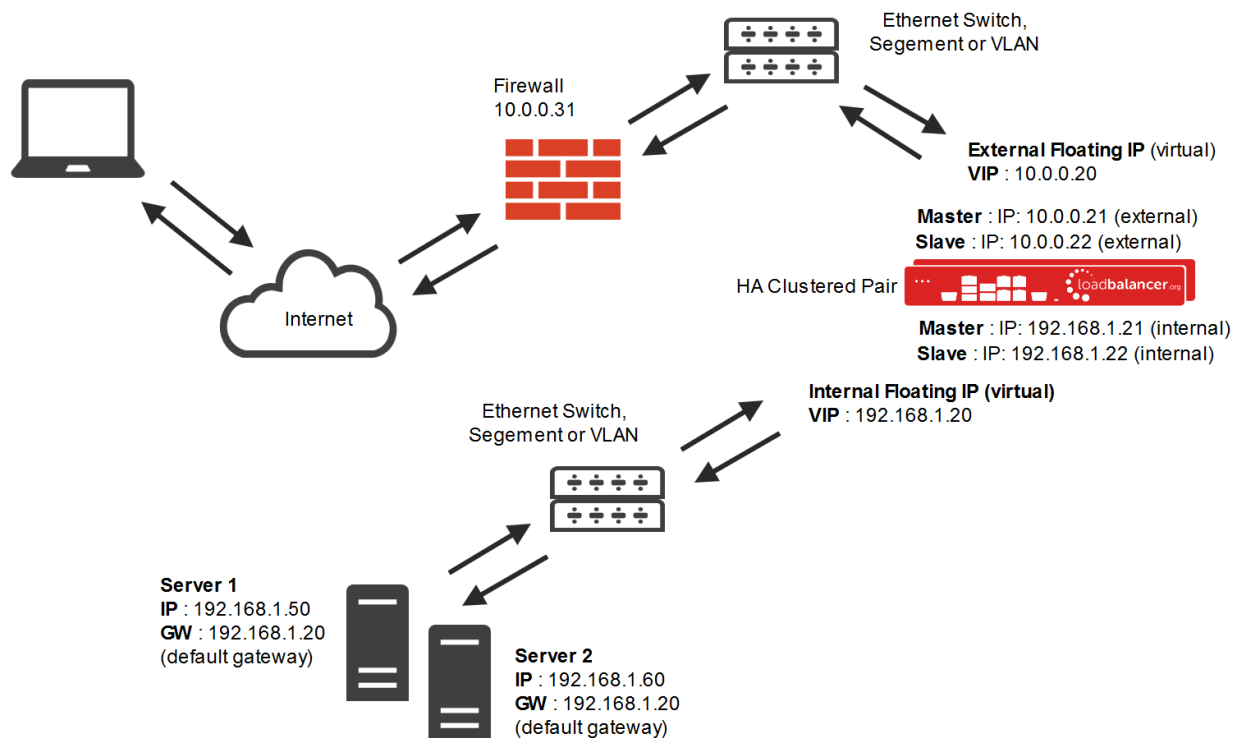 Ethernet Switch,
Segement or VLAN
Firewall
10.0.0.31
External Floating IP (virtual)
VIP : 10.0.0.20
Master : IP: 10.0.0.21 (external)
Slave : IP: 10.0.0.22 (external)
HA Clustered Pair
loadbalancer.org
Internet
Master : IP: 192.168.1.21 (internal)
Slave : IP: 192.168.1.22 (internal)
Internal Floating IP (virtual)
VIP : 192.168.1.20
Ethernet Switch,
Segement or VLAN
Server 1
IP : 192.168.1.50
GW : 192.168.1.20
(default gateway)
Server 2
IP : 192.168.1.60
GW : 192.168.1.20
(default gateway)